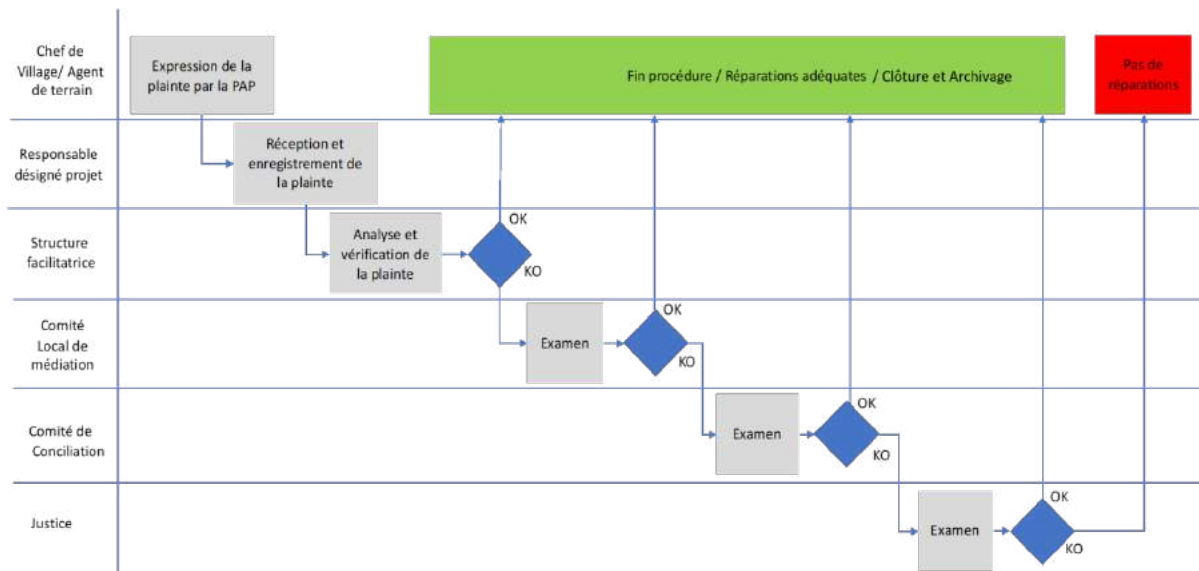 Chef de
Village/ Agent
de terrain
Expression de la
plainte par la PAP
Fin procédure / Réparations adéquates / Clôture et Archivage
Pas de
réparations
Responsable
désigné projet
Réception et
enregistrement de
la plainte
Structure
facilitatrice
Analyse et
vérification de
la plainte
OK
KO
Comité
Local de
médiation
Examen
OK
KO
Comité de
Conciliation
Examen
OK
KO
Justice
Examen
OK
KO